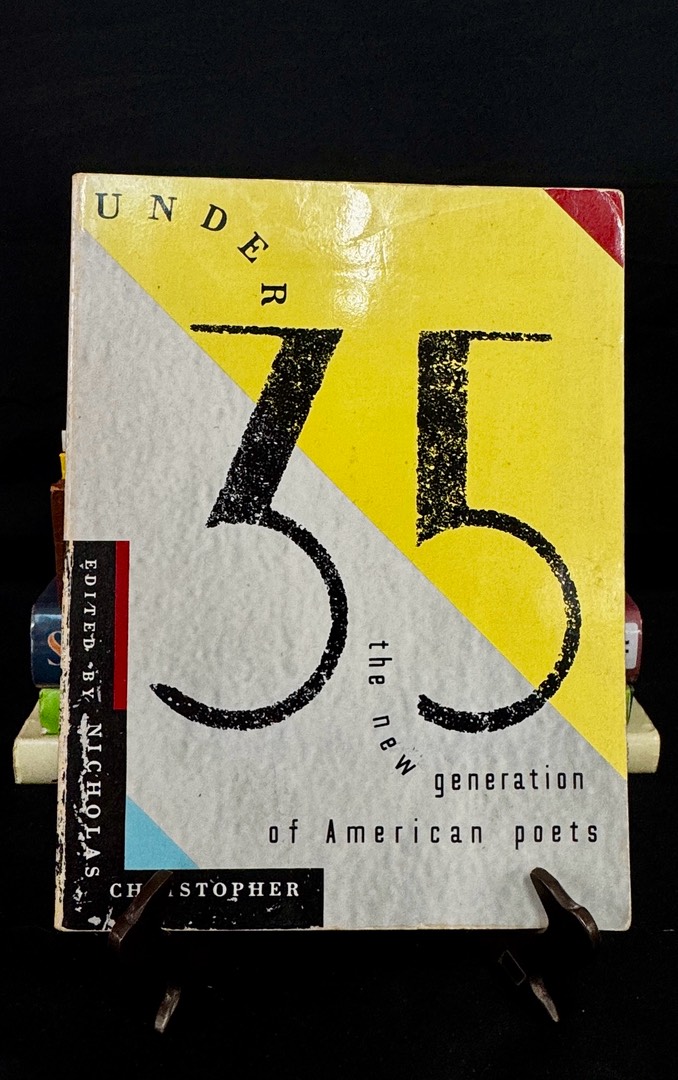 UNDER
35
the new
generation
of American poets
EDITED BY NICHOLAS
CHRISTOPHER